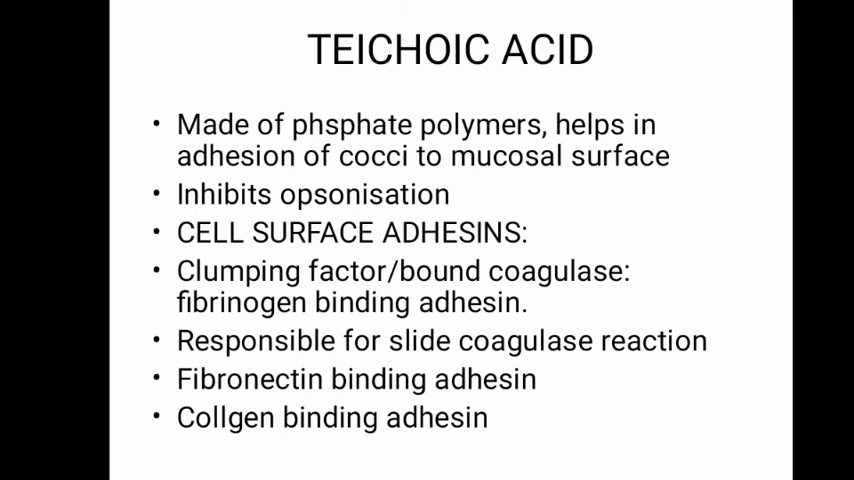 TEICHOIC ACID
• Made of phsphate polymers, helps in
adhesion of cocci to mucosal surface
• Inhibits opsonisation
• CELL SURFACE ADHESINS:
• Clumping factor/bound coagulase:
fibrinogen binding adhesin.
• Responsible for slide coagulase reaction
• Fibronectin binding adhesin
• Collgen binding adhesin